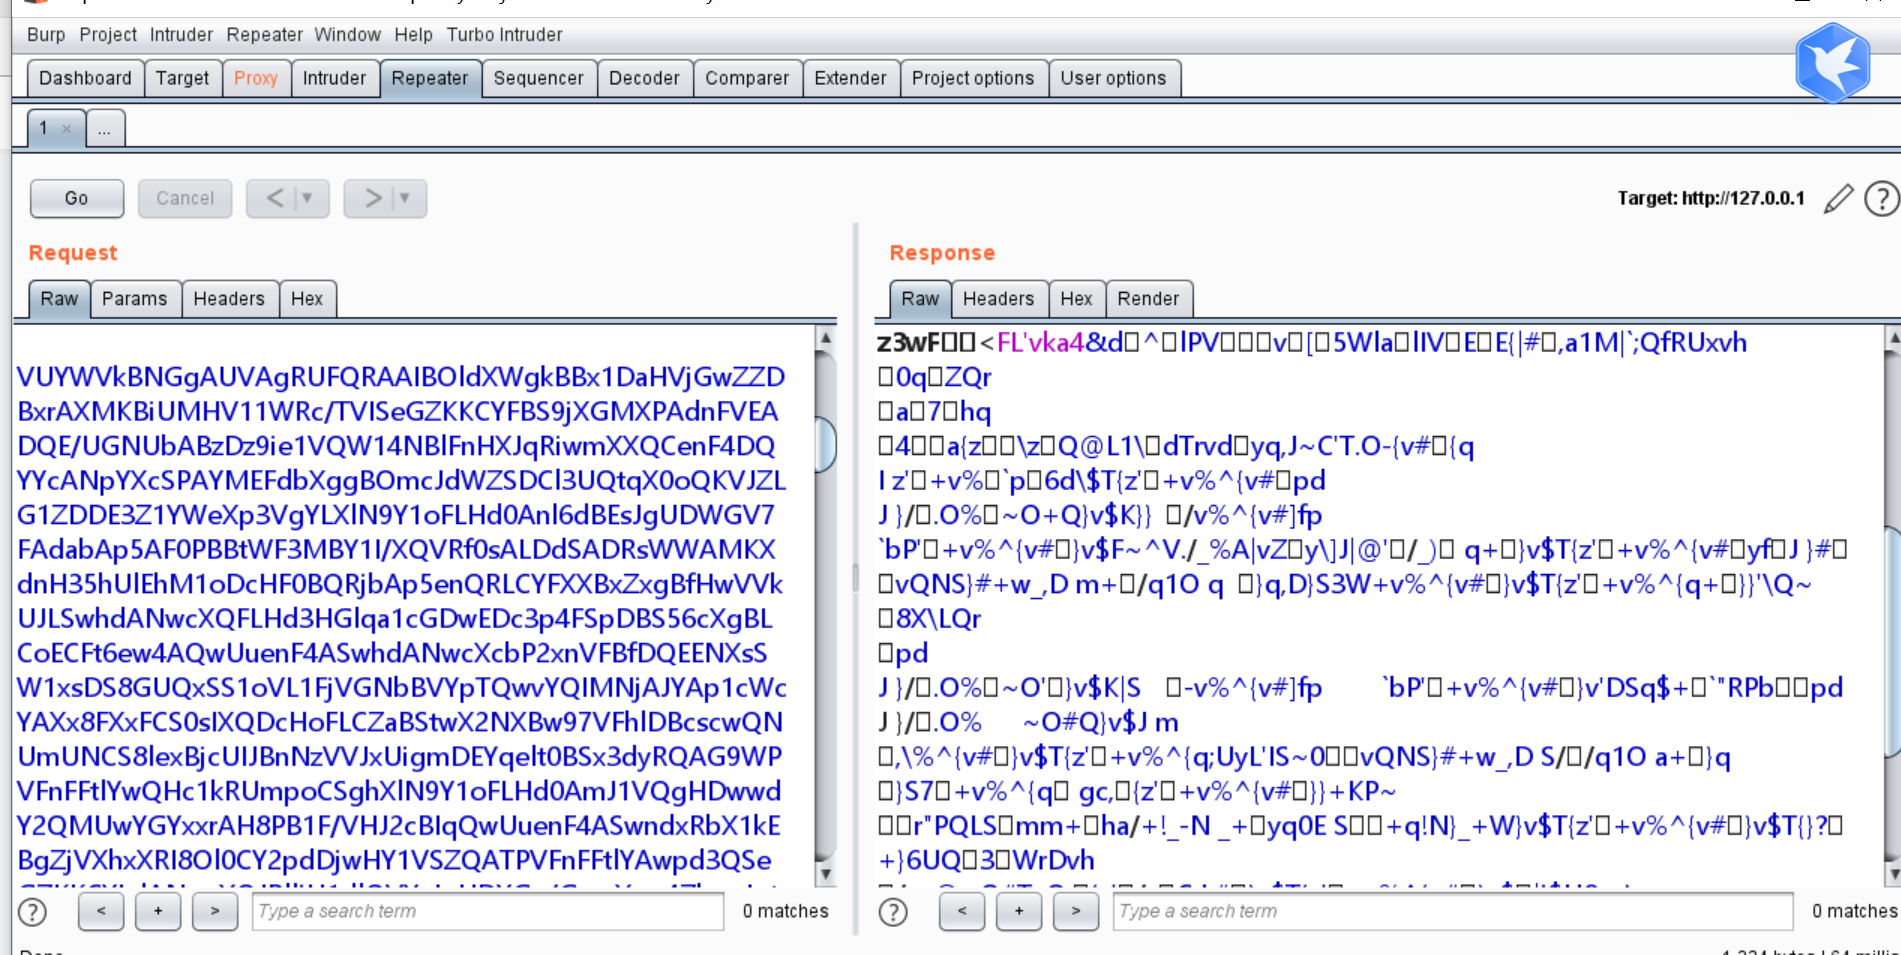 Burp Project Intruder Repeater Window Help Turbo Intruder
Dashboard Target Proxy Intruder Repeater Sequencer Decoder Comparer Extender Project options User options
1 × ...
Go Cancel < > Target: http://127.0.0.1
Request
Raw Params Headers Hex
VUYWVkBNGgAUVAgRUFQRAAIBOldXWgkBBx1DaHVjGwZZD
BxrAXMKBiUMHV11WRc/TVISeGZKKCYFBS9jXGMXPAdnFVEA
DQE/UGNUbABzDz9ie1VQW14NBlFnHXJqRiwmXXQCenF4DQ
YYcANpYXcSPAYMEFdbXggBOmcJdWZSDCl3UQtqX0oQKVJZL
G1ZDDE3Z1YWeXp3VgYLXlN9Y1oFLHd0Anl6dBEsJgUDWGV7
FAdabAp5AF0PBBtWF3MBY1I/XQVRf0sALDdSADRsWWAMKX
dnH35hUlEhM1oDcHF0BQRjbAp5enQRLCYFXXBxZxgBfHwVVk
UJLSwhdANwcXQFLHd3HGlqa1cGDwEDc3p4FSpDBS56cXgBL
CoECFt6ew4AQwUuenF4ASwhdANwcXcbP2xnVFBfDQEENXsS
W1xsDS8GUQxSS1oVL1FjVGNbBVYpTQwvYQIMNjAJYAp1cWc
YAXx8FXxFCS0sIXQDcHoFLCZaBStwX2NXBw97VFhlDBcscwQN
UmUNCS8lexBjcUlJBnNzVVJxUigmDEYqelt0BSx3dyRQAG9WP
VFnFFtlYwQHc1kRUmpoCSghXlN9Y1oFLHd0AmJ1VQgHDwwd
Y2QMUwYGYxxrAH8PB1F/VHJ2cBIqQwUuenF4ASwndxRbX1kE
BgZjVXhxXRI8Ol0CY2pdDjwHY1VSZQATPVFnFFtlYAwpd3QSe
< + > Type a search term 0 matches
Response
Raw Headers Hex Render
z3wF□□<FL'vka4&d□^□lPV□□□v□[□5Wla□lIV□E□E{|#□,a1M|`;QfRUxvh
□0q□ZQr
□a□7□hq
□4□□a{z□□\z□Q@L1\□dTrvd□yq,J~C'T.O-{v#□{q
I z'□+v%□`p□6d\$T{z'□+v%^{v#□pd
J }/□.O%□~O+Q}v$K}} □/v%^{v#]fp
`bP'□+v%^{v#□}v$F~^V./_%A|vZ□y\]J|@'□/_)□ q+□}v$T{z'□+v%^{v#□yf□J }#□
□vQNS}#+w_,D m+□/q1O q □}q,D}S3W+v%^{v#□}v$T{z'□+v%^{q+□}}'\Q~
□8X\LQr
□pd
J }/□.O%□~O'□}v$K|S □-v%^{v#]fp `bP'□+v%^{v#□}v'DSq$+□`"RPb□□pd
J }/□.O% ~O#Q}v$J m
□,\%^{v#□}v$T{z'□+v%^{q;UyL'IS~0□□vQNS}#+w_,D S/□/q1O a+□}q
□}S7□+v%^{q□ gc,□{z'□+v%^{v#□}}+KP~
□□r"PQLS□mm+□ha/+!_-N _+□yq0E S□□+q!N}_+W}v$T{z'□+v%^{v#□}v$T{}?□
+}6UQ□3□WrDvh
< + > Type a search term 0 matches